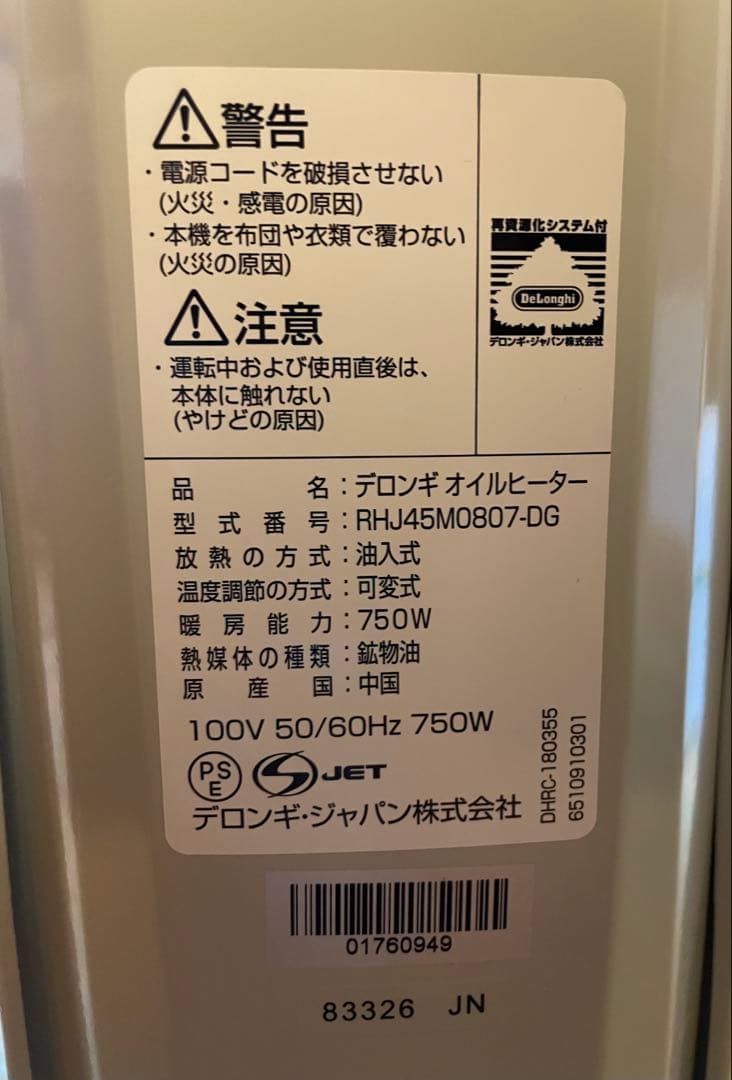 警告
・電源コードを破損させない
(火災・感電の原因)
・本機を布団や衣類で覆わない
(火災の原因)
注意
・運転中および使用直後は、
本体に触れない
(やけどの原因)
再資源化システム付
DeLonghi
デロンギ・ジャパン株式会社
品名：デロンギ オイルヒーター
型式番号：RHJ45M0807-DG
放熱の方式：油入式
温度調節の方式：可変式
暖房能力：750W
熱媒体の種類：鉱物油
原産国：中国
100V 50/60Hz 750W
PS
E
JET
デロンギ・ジャパン株式会社
DHRC-180355
6510910301
01760949
83326 JN